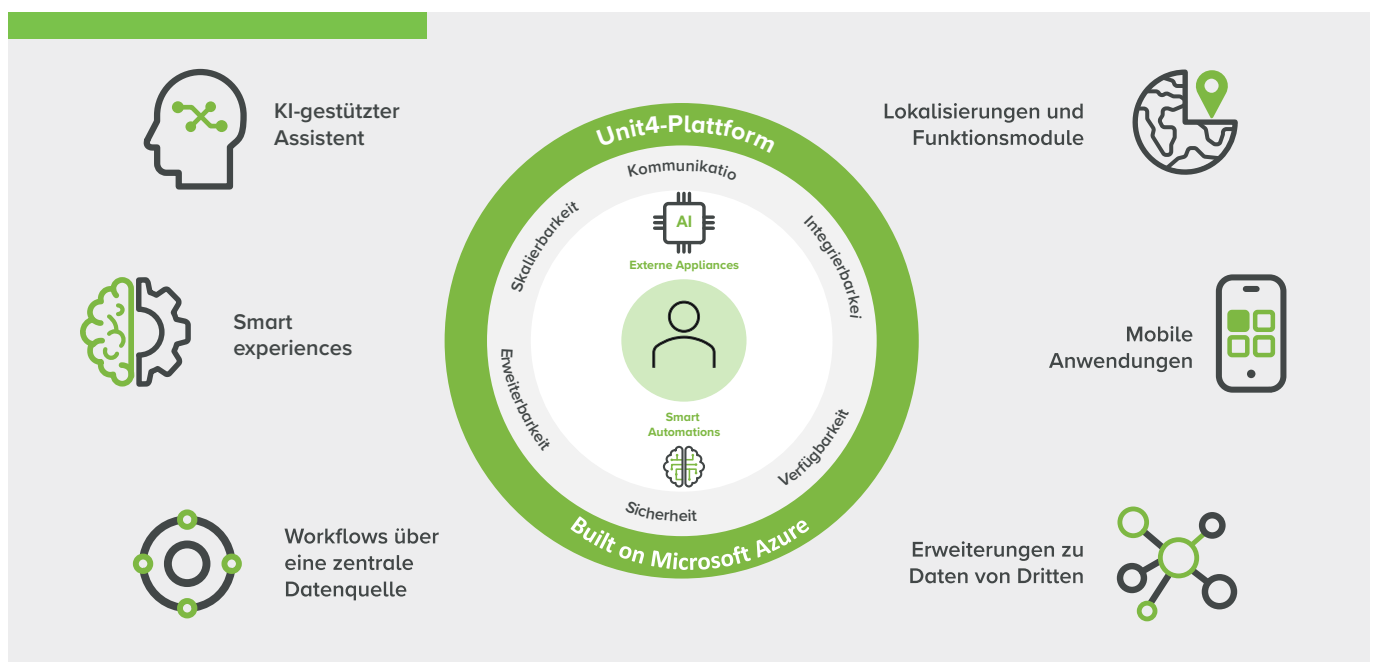 KI-gestützter
Assistent
Smart
experiences
Workflows über
eine zentrale
Datenquelle
Unit4-Plattform
Kommunikatio
Skalierbarkeit
Integrierbarkei
AI
Externe Appliances
Erweiterbarkeit
Verfügbarkeit
Smart
Automations
Sicherheit
Built on Microsoft Azure
Lokalisierungen und
Funktionsmodule
Mobile
Anwendungen
Erweiterungen zu
Daten von Dritten